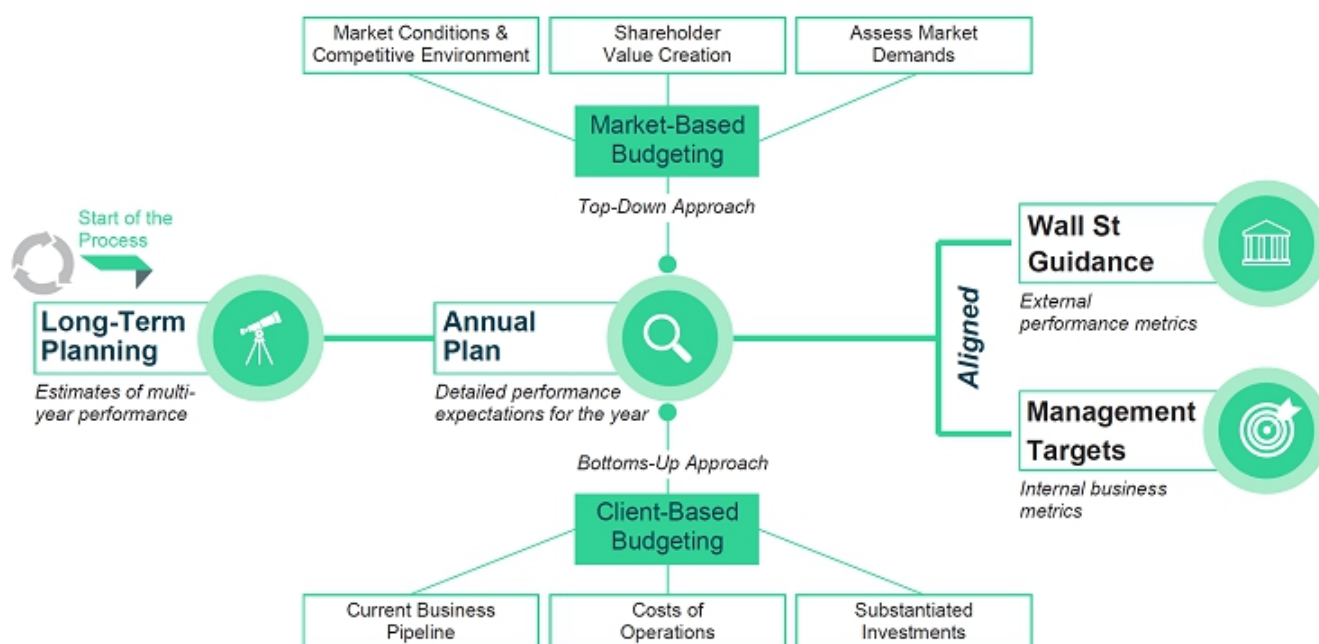 Market Conditions &
Competitive Environment
Shareholder
Value Creation
Assess Market
Demands
Market-Based
Budgeting
Top-Down Approach
Start of the
Process
Long-Term
Planning
Estimates of multi-
year performance
Annual
Plan
Detailed performance
expectations for the year
Aligned
Wall St
Guidance
External
performance metrics
Management
Targets
Internal business
metrics
Bottoms-Up Approach
Client-Based
Budgeting
Current Business
Pipeline
Costs of
Operations
Substantiated
Investments